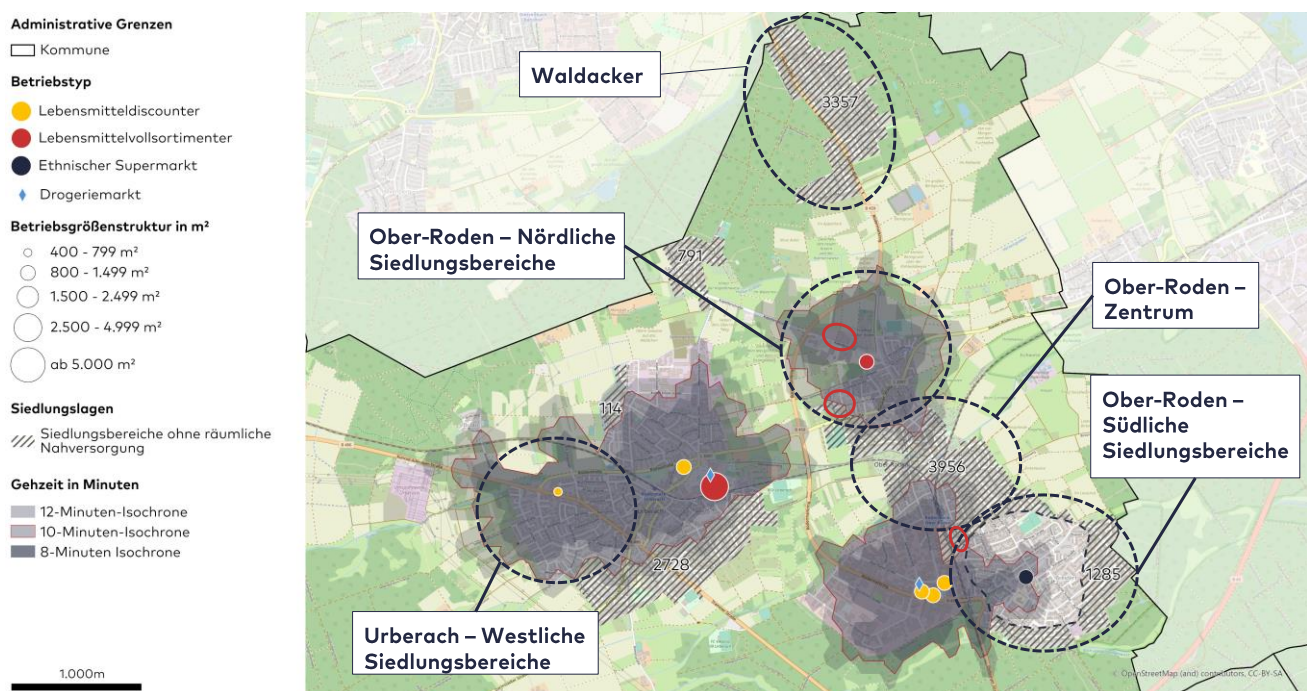 Administrative Grenzen
Kommune
Betriebstyp
Lebensmitteldiscounter
Lebensmittelvollsortimenter
Ethnischer Supermarkt
Drogeriemarkt
Betriebsgrößenstruktur in m²
400 - 799 m²
800 - 1.499 m²
1.500 - 2.499 m²
2.500 - 4.999 m²
ab 5.000 m²
Siedlungslagen
Siedlungsbereiche ohne räumliche
Nahversorgung
Gehzeit in Minuten
12-Minuten-Isochrone
10-Minuten-Isochrone
8-Minuten Isochrone
1.000m
Waldacker
3357
Ober-Roden – Nördliche
Siedlungsbereiche
791
Ober-Roden –
Zentrum
Ober-Roden –
Südliche
Siedlungsbereiche
114
3956
2728
1285
Urberach – Westliche
Siedlungsbereiche
OpenStreetMap (and) contributors, CC-BY-SA